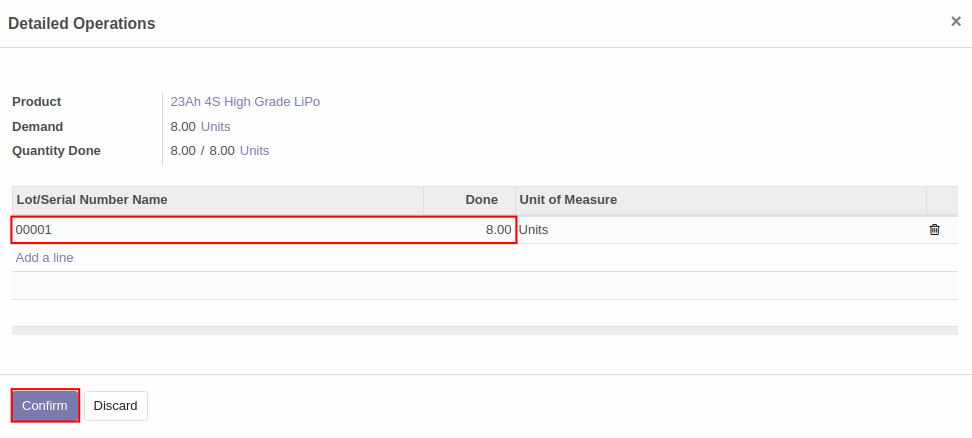 Detailed Operations ×
Product 23Ah 4S High Grade LiPo
Demand 8.00 Units
Quantity Done 8.00 / 8.00 Units
Lot/Serial Number Name Done Unit of Measure
00001 8.00 Units
Add a line
Confirm Discard